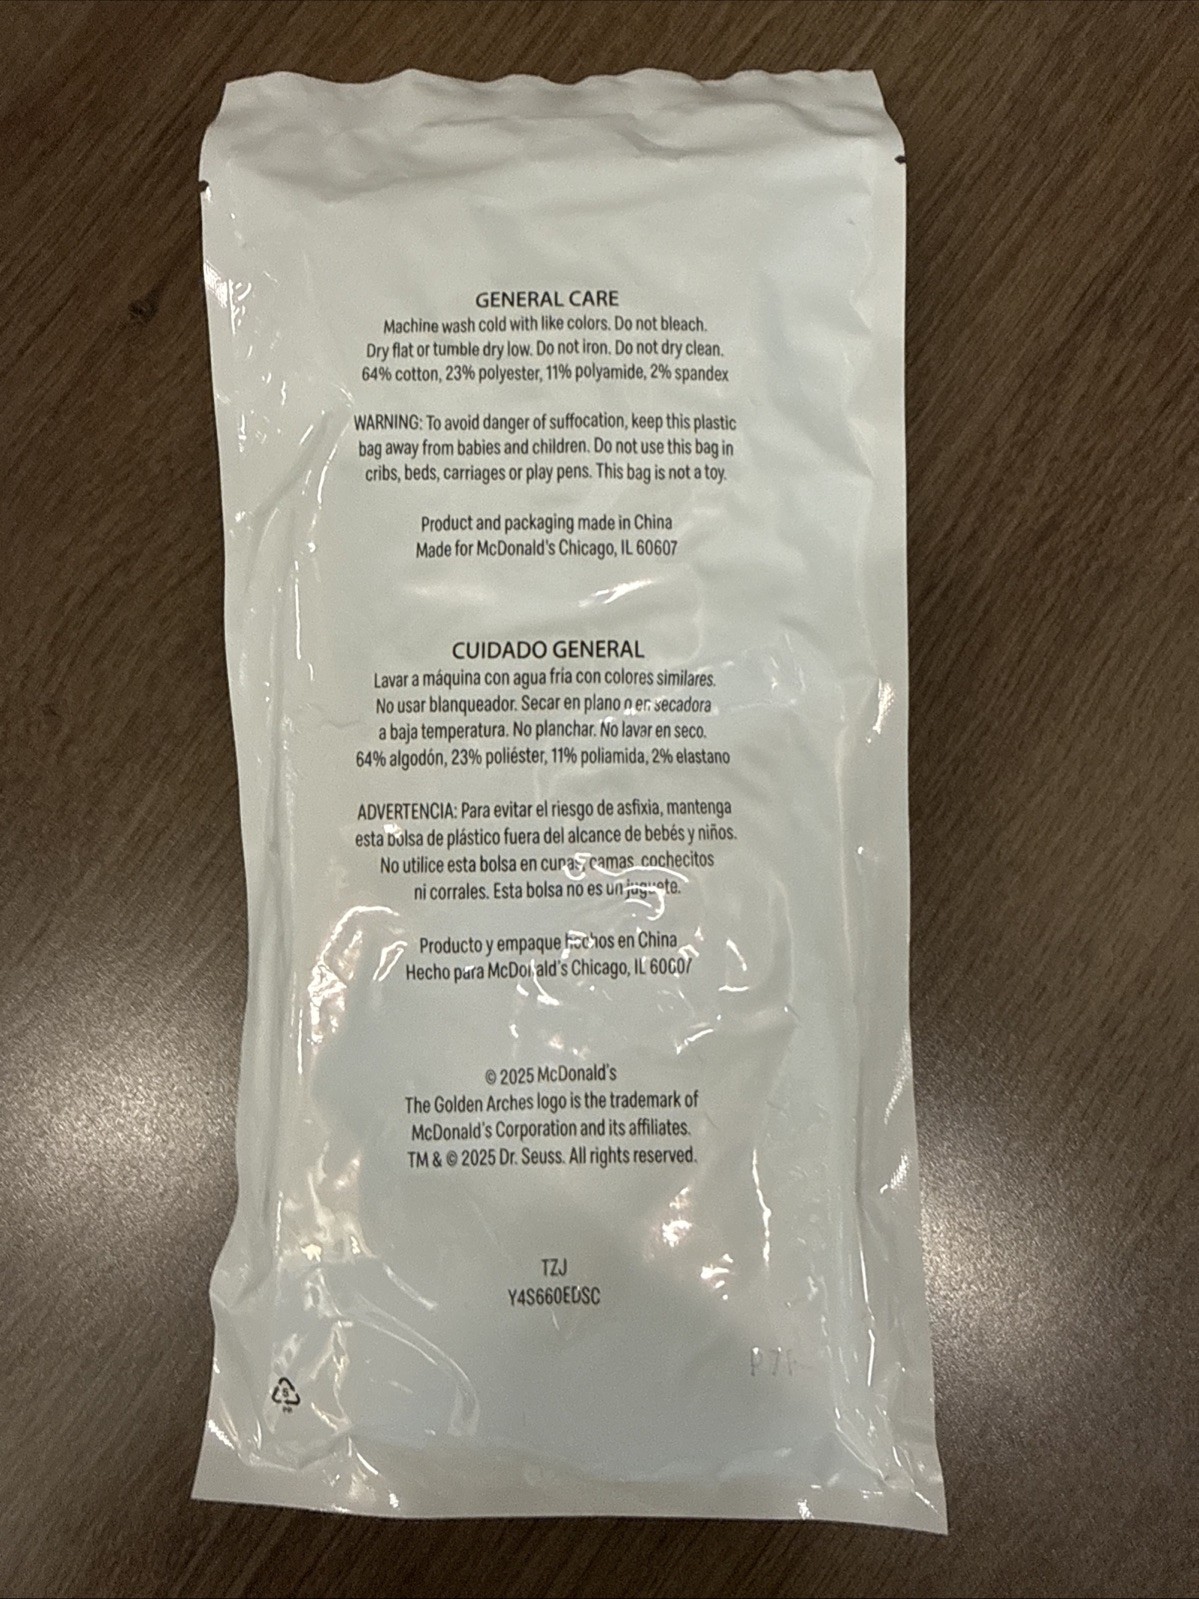 GENERAL CARE
Machine wash cold with like colors. Do not bleach.
Dry flat or tumble dry low. Do not iron. Do not dry clean.
64% cotton, 23% polyester, 11% polyamide, 2% spandex
WARNING: To avoid danger of suffocation, keep this plastic
bag away from babies and children. Do not use this bag in
cribs, beds, carriages or play pens. This bag is not a toy.
Product and packaging made in China
Made for McDonald's Chicago, IL 60607
CUIDADO GENERAL
Lavar a máquina con agua fría con colores similares.
No usar blanqueador. Secar en plano o en secadora
a baja temperatura. No planchar. No lavar en seco.
64% algodón, 23% poliéster, 11% poliamida, 2% elastano
ADVERTENCIA: Para evitar el riesgo de asfixia, mantenga
esta bolsa de plástico fuera del alcance de bebés y niños.
No utilice esta bolsa en cunas, camas, cochecitos
ni corrales. Esta bolsa no es un juguete.
Producto y empaque hechos en China
Hecho para McDonald's Chicago, IL 60607
© 2025 McDonald's
The Golden Arches logo is the trademark of
McDonald's Corporation and its affiliates.
TM & © 2025 Dr. Seuss. All rights reserved.
TZJ
Y4S660EDSC
5
PP